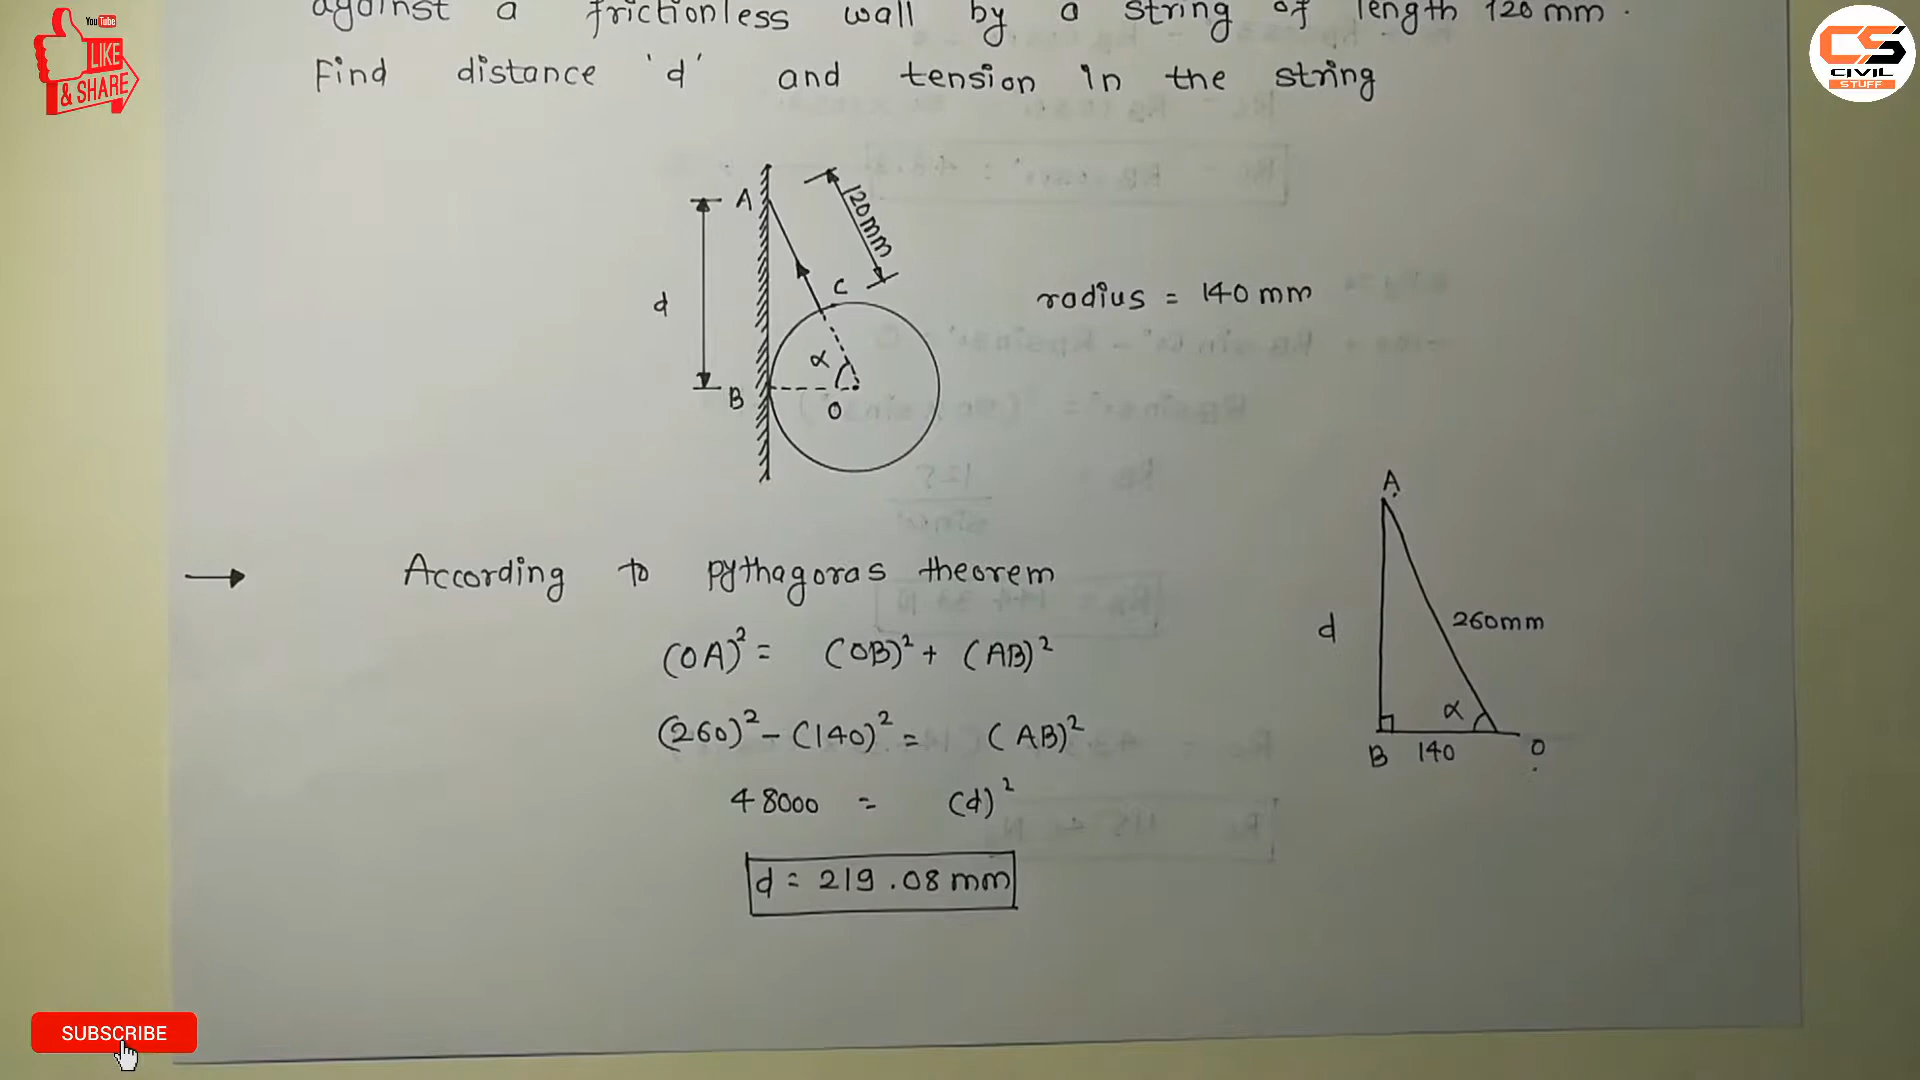 against a frictionless wall by a string of length 120 mm.
Find distance 'd' and tension in the string
YouTube
LIKE
& SHARE
CS
CIVIL
STUFF
A
120mm
C
d
radius = 140 mm
α
B
O
A
According to pythagoras theorem
d
260mm
(OA)² = (OB)² + (AB)²
α
(260)² - (140)² = (AB)²
B 140 O
48000 = (d)²
d = 219.08 mm
SUBSCRIBE